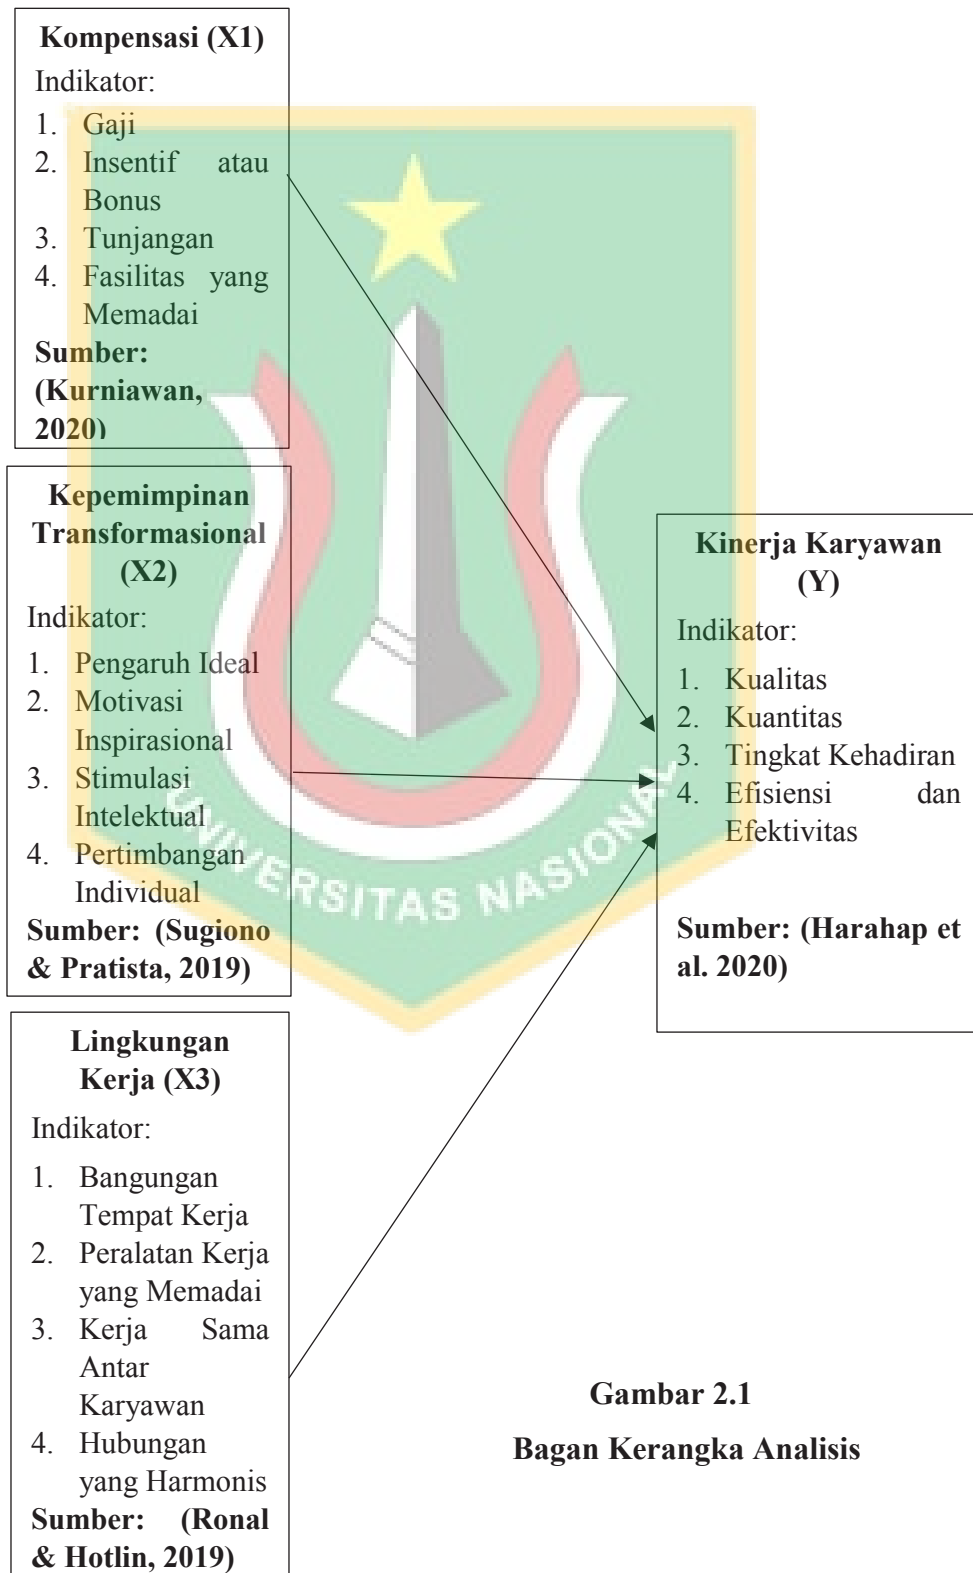 Kompensasi (X1)
Indikator:
1. Gaji
2. Insentif atau
Bonus
3. Tunjangan
4. Fasilitas yang
Memadai
Sumber:
(Kurniawan,
2020)
Kepemimpinan
Transformasional
(X2)
Indikator:
1. Pengaruh Ideal
2. Motivasi
Inspirasional
3. Stimulasi
Intelektual
4. Pertimbangan
Individual
Sumber: (Sugiono
& Pratista, 2019)
Lingkungan
Kerja (X3)
Indikator:
1. Bangungan
Tempat Kerja
2. Peralatan Kerja
yang Memadai
3. Kerja Sama
Antar
Karyawan
4. Hubungan
yang Harmonis
Sumber: (Ronal
& Hotlin, 2019)
Kinerja Karyawan
(Y)
Indikator:
1. Kualitas
2. Kuantitas
3. Tingkat Kehadiran
4. Efisiensi dan
Efektivitas
Sumber: (Harahap et
al. 2020)
UNIVERSITAS NASIONAL
Gambar 2.1
Bagan Kerangka Analisis